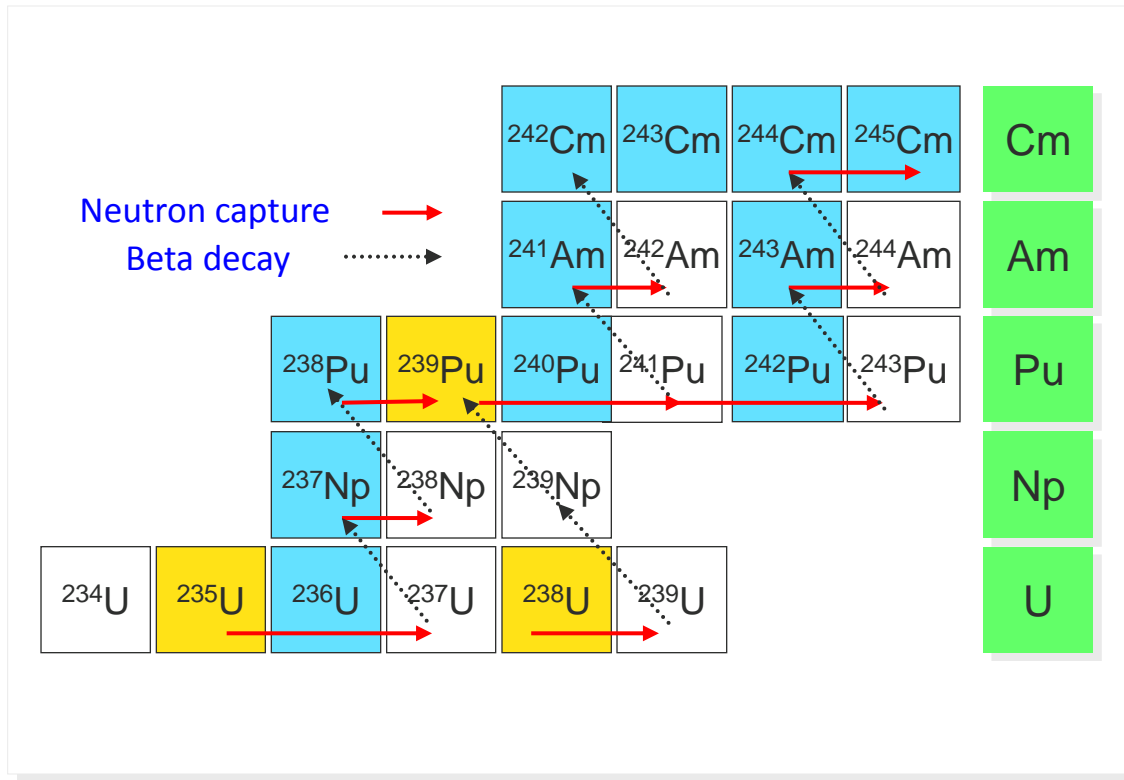 ²⁴²Cm ²⁴³Cm ²⁴⁴Cm ²⁴⁵Cm Cm
Neutron capture
Beta decay
²⁴¹Am ²⁴²Am ²⁴³Am ²⁴⁴Am Am
²³⁸Pu ²³⁹Pu ²⁴⁰Pu ²⁴¹Pu ²⁴²Pu ²⁴³Pu Pu
²³⁷Np ²³⁸Np ²³⁹Np Np
²³⁴U ²³⁵U ²³⁶U ²³⁷U ²³⁸U ²³⁹U U